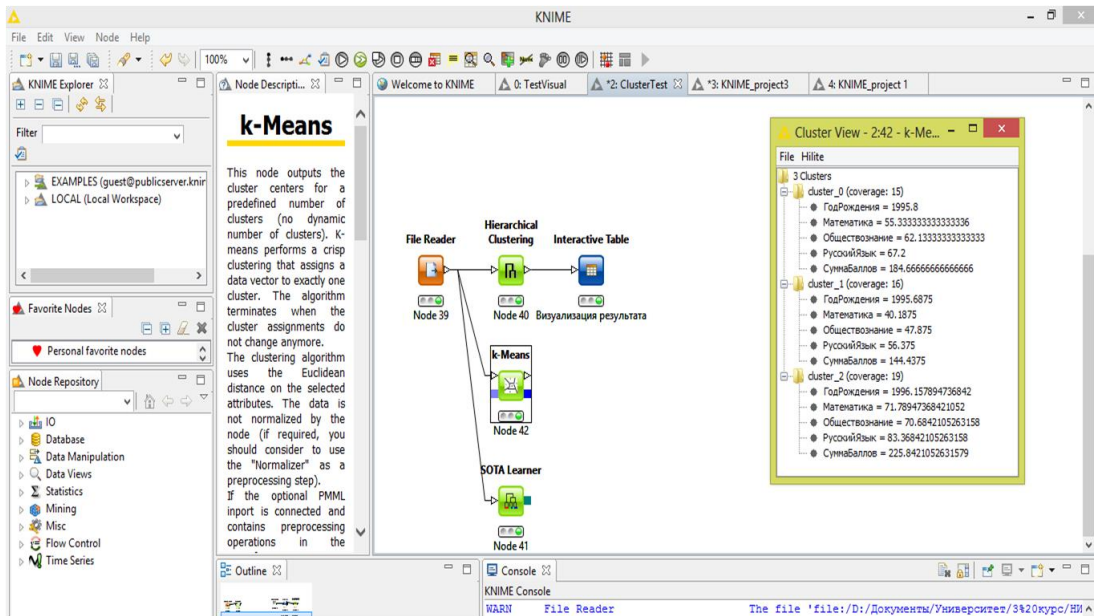 KNIME
File Edit View Node Help
100%
KNIME Explorer
Filter
EXAMPLES (guest@publicserver.knir
LOCAL (Local Workspace)
Favorite Nodes
Personal favorite nodes
Node Repository
IO
Database
Data Manipulation
Data Views
Statistics
Mining
Misc
Flow Control
Time Series
Node Descripti...
k-Means
This node outputs the
cluster centers for a
predefined number of
clusters (no dynamic
number of clusters). K-
means performs a crisp
clustering that assigns a
data vector to exactly one
cluster. The algorithm
terminates when the
cluster assignments do
not change anymore.
The clustering algorithm
uses the Euclidean
distance on the selected
attributes. The data is
not normalized by the
node (if required, you
should consider to use
the "Normalizer" as a
preprocessing step).
If the optional PMML
inport is connected and
contains preprocessing
operations in the
Welcome to KNIME
0: TestVisual
*2: ClusterTest
*3: KNIME_project3
4: KNIME_project 1
File Reader
Node 39
Hierarchical
Clustering
Node 40
Interactive Table
Визуализация результата
k-Means
Node 42
SOTA Learner
Node 41
Cluster View - 2:42 - k-Me...
File Hilite
3 Clusters
cluster_0 (coverage: 15)
ГодРождения = 1995.8
Математика = 55.333333333333336
Обществознание = 62.13333333333333
РусскийЯзык = 67.2
СуммаБаллов = 184.66666666666666
cluster_1 (coverage: 16)
ГодРождения = 1995.6875
Математика = 40.1875
Обществознание = 47.875
РусскийЯзык = 56.375
СуммаБаллов = 144.4375
cluster_2 (coverage: 19)
ГодРождения = 1996.157894736842
Математика = 71.78947368421052
Обществознание = 70.6842105263158
РусскийЯзык = 83.36842105263158
СуммаБаллов = 225.8421052631579
Outline
Console
KNIME Console
WARN File Reader The file 'file:/D:/Документы/Университет/3%20курс/НИ